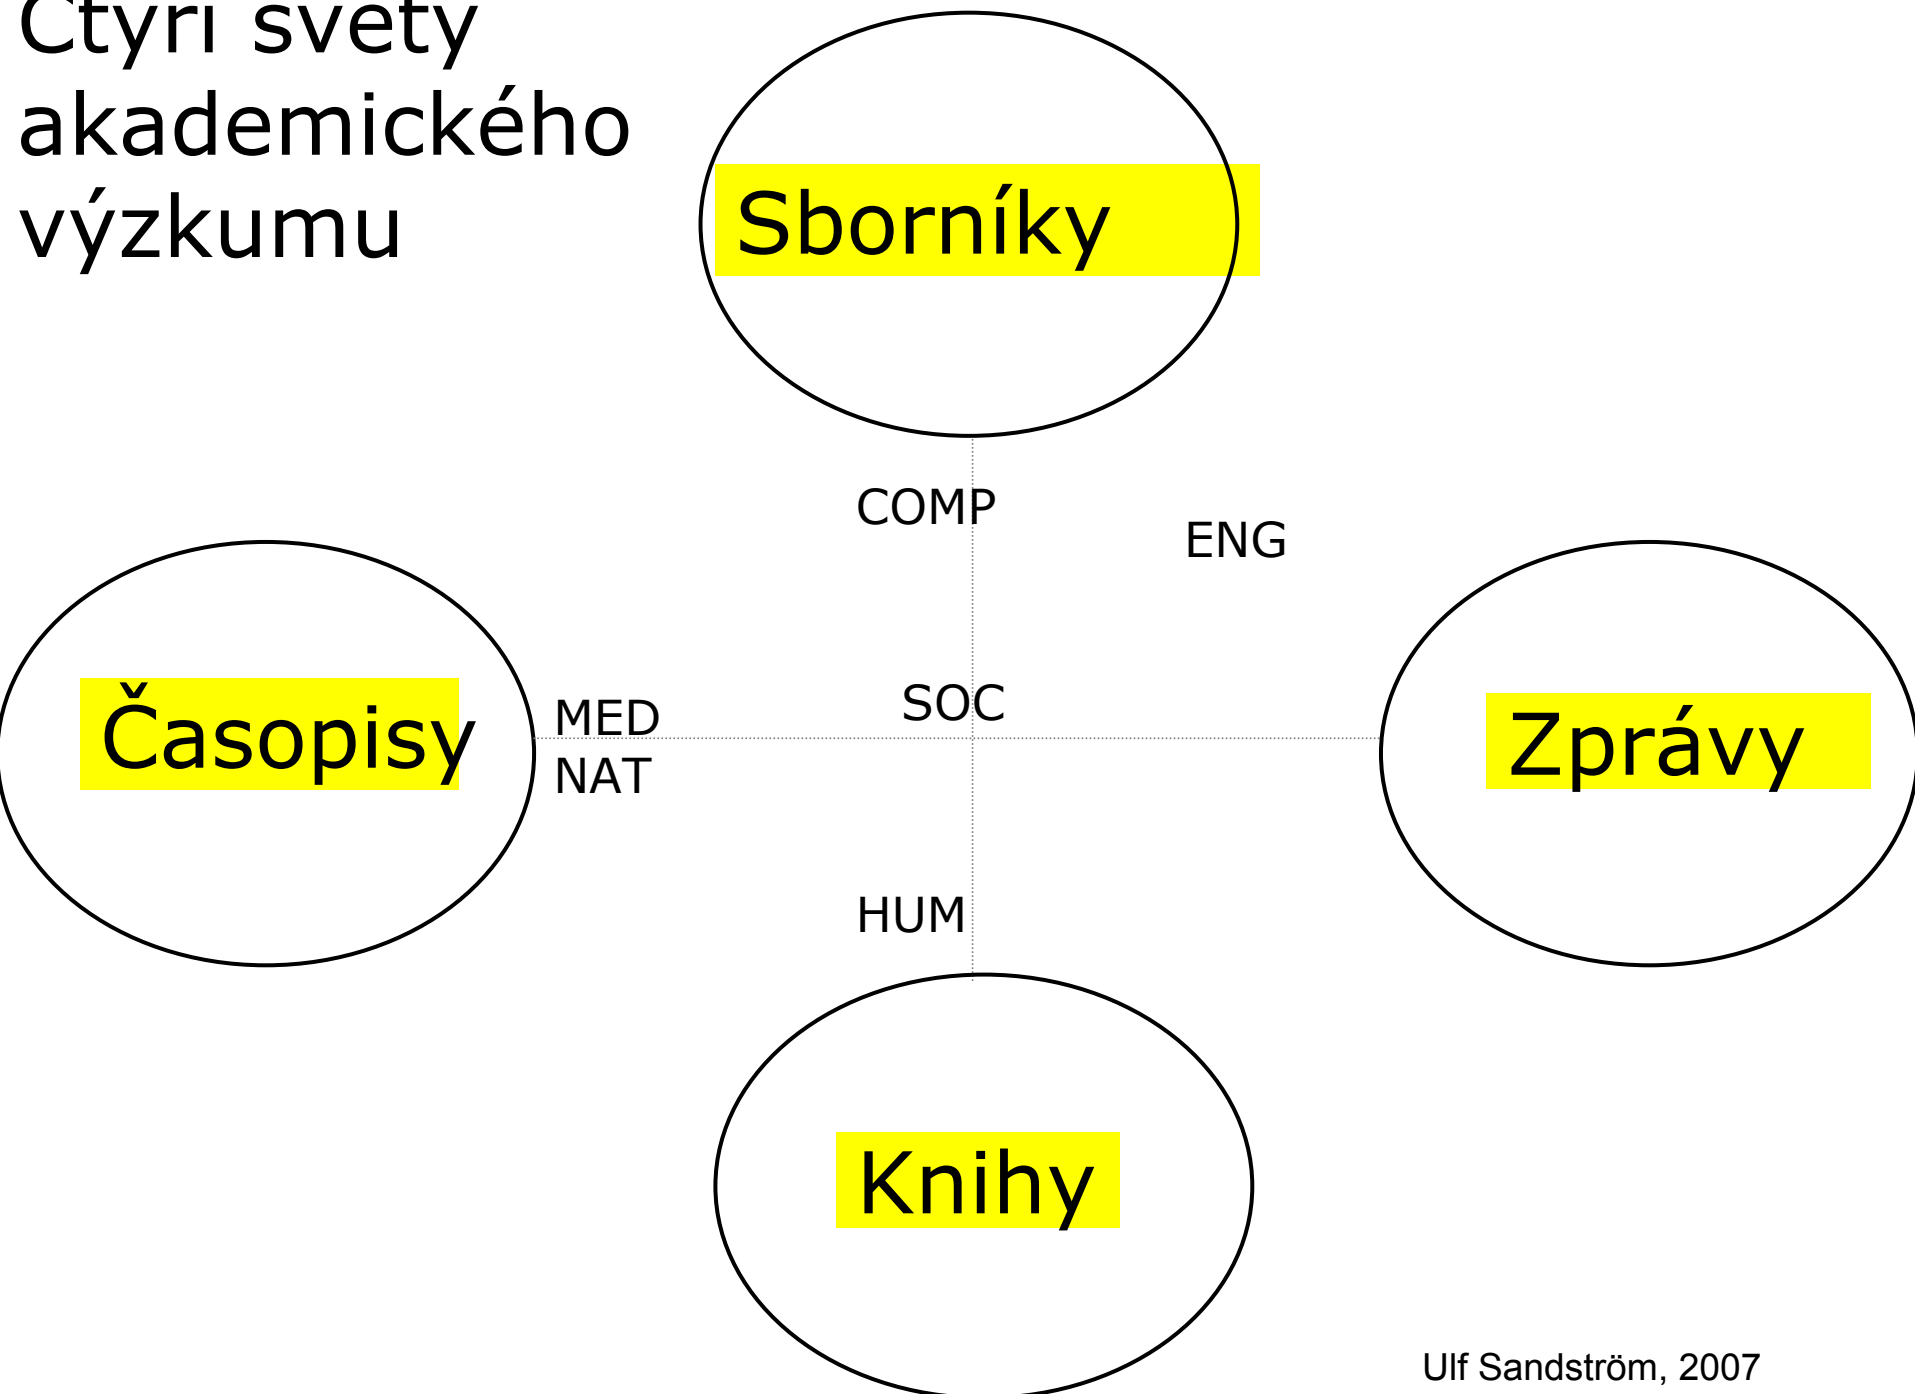 Čtyři světy
akademického
výzkumu
Sborníky
COMP
ENG
Časopisy
MED
NAT
SOC
Zprávy
HUM
Knihy
Ulf Sandström, 2007